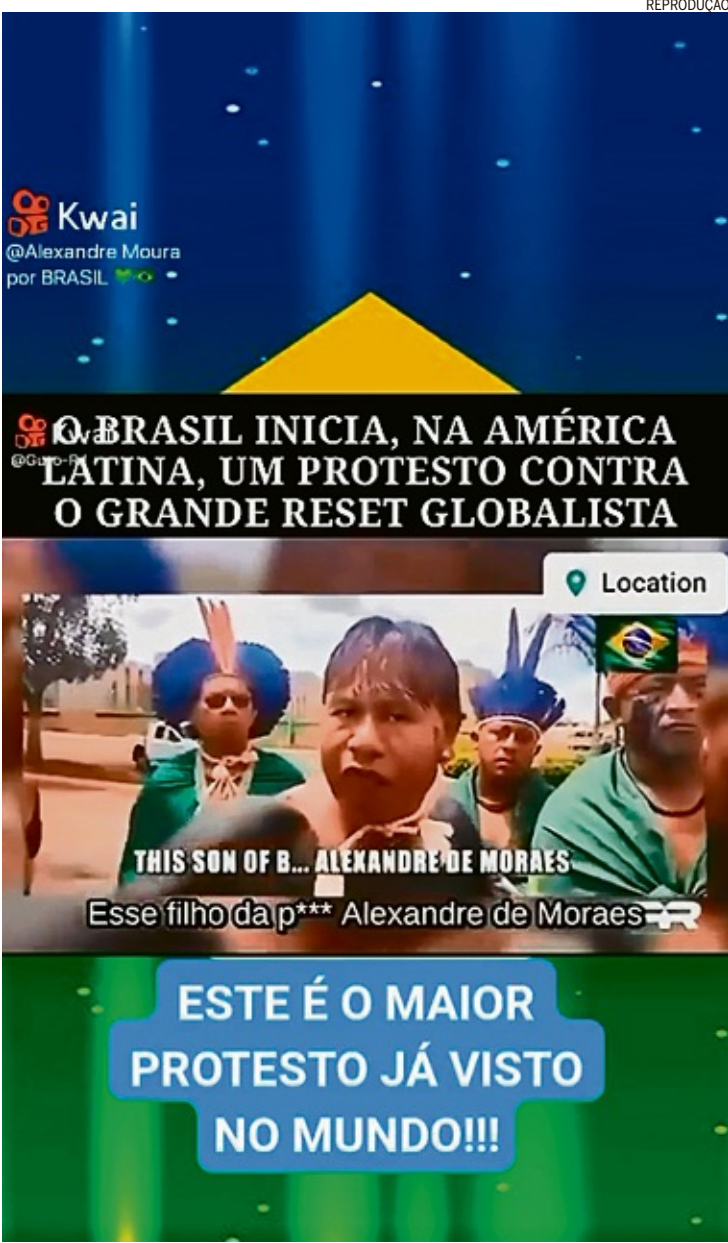 REPRODUÇÃO
Kwai
@Alexandre Moura
por BRASIL
Kwai
O BRASIL INICIA, NA AMÉRICA
LATINA, UM PROTESTO CONTRA
O GRANDE RESET GLOBALISTA
Location
THIS SON OF B... ALEXANDRE DE MORAES
Esse filho da p*** Alexandre de Moraes
ESTE É O MAIOR
PROTESTO JÁ VISTO
NO MUNDO!!!